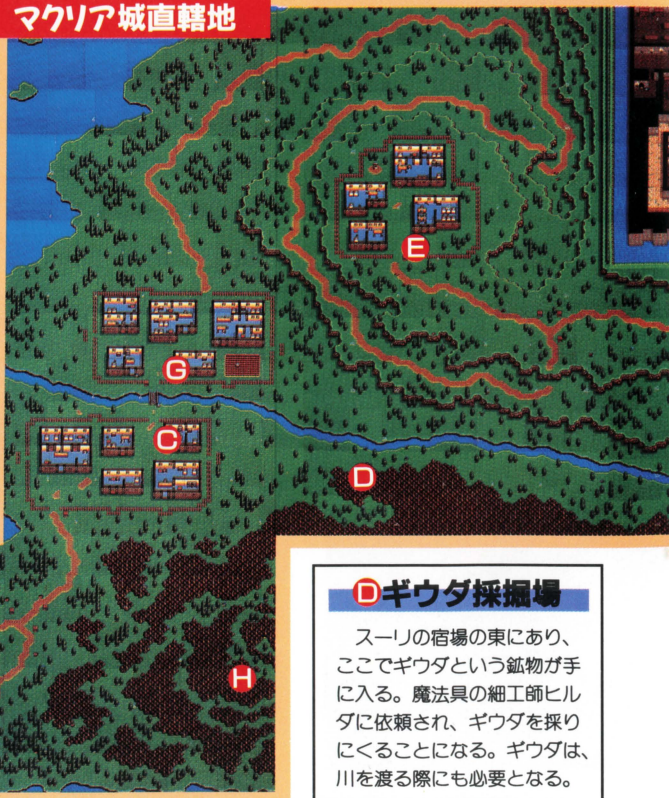 マクリア城直轄地
E
G
C
D
H
Dギウダ採掘場
スーリの宿場の東にあり、
ここでギウダという鉱物が手
に入る。魔法具の細工師ヒル
ダに依頼され、ギウダを採り
にくることになる。ギウダは、
川を渡る際にも必要となる。